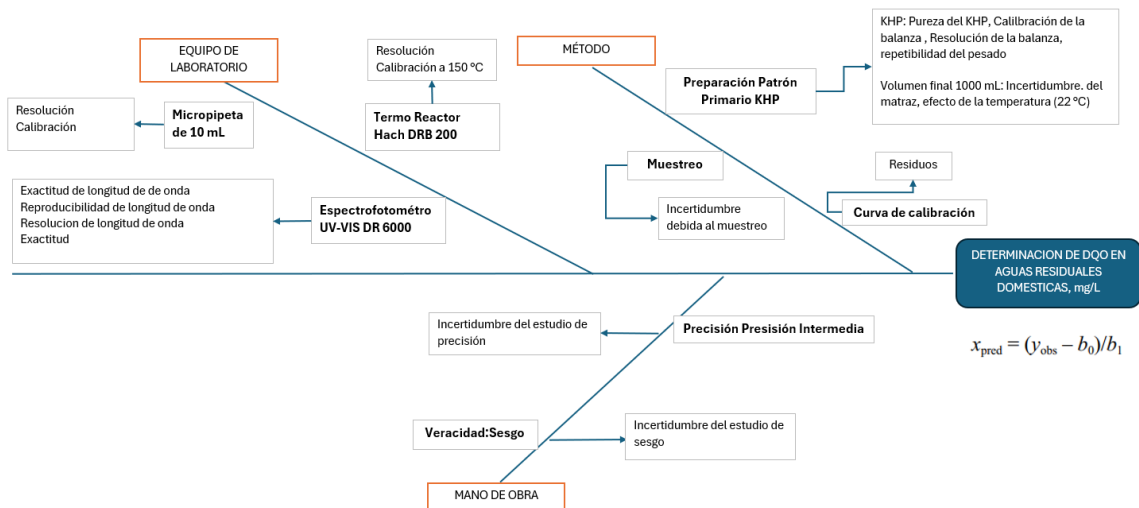 EQUIPO DE
LABORATORIO
Resolución
Calibración a 150 ºC
MÉTODO
KHP: Pureza del KHP, Calilbración de la
balanza , Resolución de la balanza,
repetibilidad del pesado
Volumen final 1000 mL: Incertidumbre. del
matraz, efecto de la temperatura (22 ºC)
Preparación Patrón
Primario KHP
Resolución
Calibración
Micropipeta
de 10 mL
Termo Reactor
Hach DRB 200
Muestreo
Residuos
Exactitud de longitud de de onda
Reproducibilidad de longitud de onda
Resolucion de longitud de onda
Exactitud
Espectrofotométro
UV-VIS DR 6000
Incertidumbre
debida al muestreo
Curva de calibración
DETERMINACION DE DQO EN
AGUAS RESIDUALES
DOMESTICAS, mg/L
Incertidumbre del estudio de
precisión
Precisión Presisión Intermedia
x_pred = (y_obs – b_0)/b_1
Veracidad:Sesgo
Incertidumbre del estudio de
sesgo
MANO DE OBRA